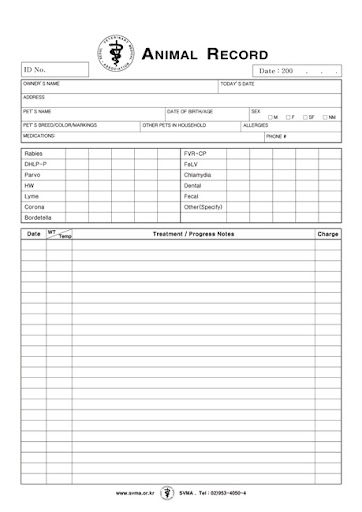 VETERINARY MEDICAL
ASSOCIATION
ANIMAL RECORD
ID No.
Date : 200 . . .
OWNER'S NAME
TODAY'S DATE
ADDRESS
PET'S NAME
DATE OF BIRTH/AGE
SEX
☐ M ☐ F ☐ SF ☐ NM
PET'S BREED/COLOR/MARKINGS
OTHER PETS IN HOUSEHOLD
ALLERGIES
MEDICATIONS
PHONE #
Rabies FVR-CP
DHLP-P FeLV
Parvo Chlamydia
HW Dental
Lyme Fecal
Corona Other(Specify)
Bordetella
Date WT Temp Treatment / Progress Notes Charge
www.svma.or.kr SVMA . Tel : 02)953-4050-4